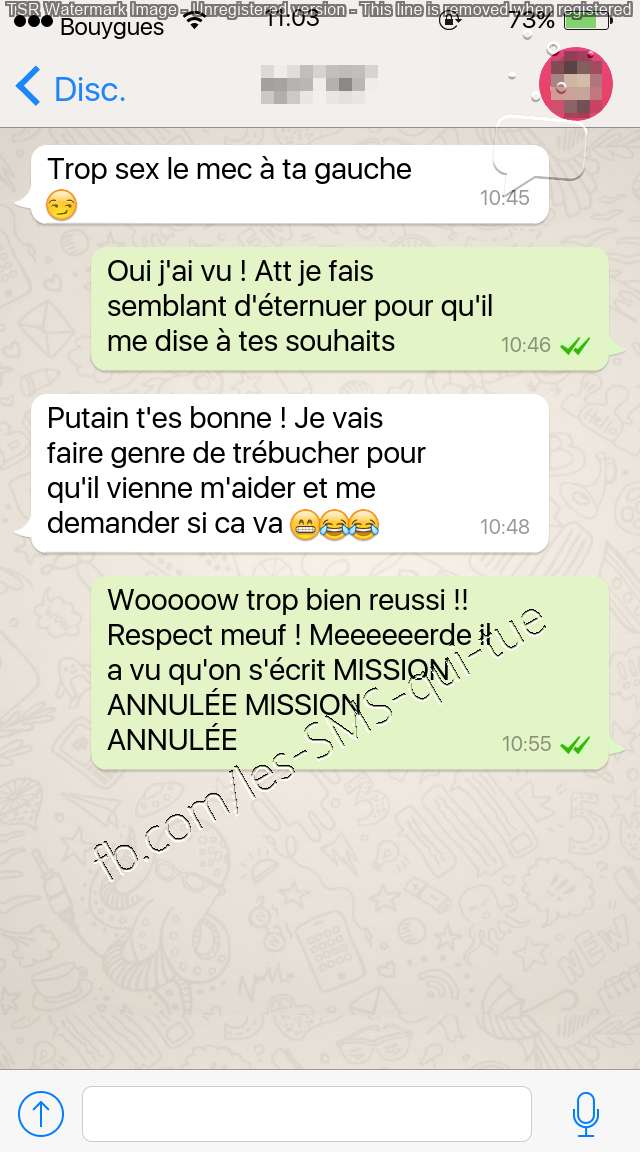 TSR Watermark Image - Unregistered version - This line is removed when registered
Bouygues 11:03 73%
Disc.
Trop sex le mec à ta gauche
😏 10:45
Oui j'ai vu ! Att je fais
semblant d'éternuer pour qu'il
me dise à tes souhaits 10:46
Putain t'es bonne ! Je vais
faire genre de trébucher pour
qu'il vienne m'aider et me
demander si ca va 😁😂😂 10:48
Wooooow trop bien reussi !!
Respect meuf ! Meeeeeerde il
a vu qu'on s'écrit MISSION
ANNULÉE MISSION
ANNULÉE 10:55
fb.com/les-SMS-qui-tue
Hello
NEW